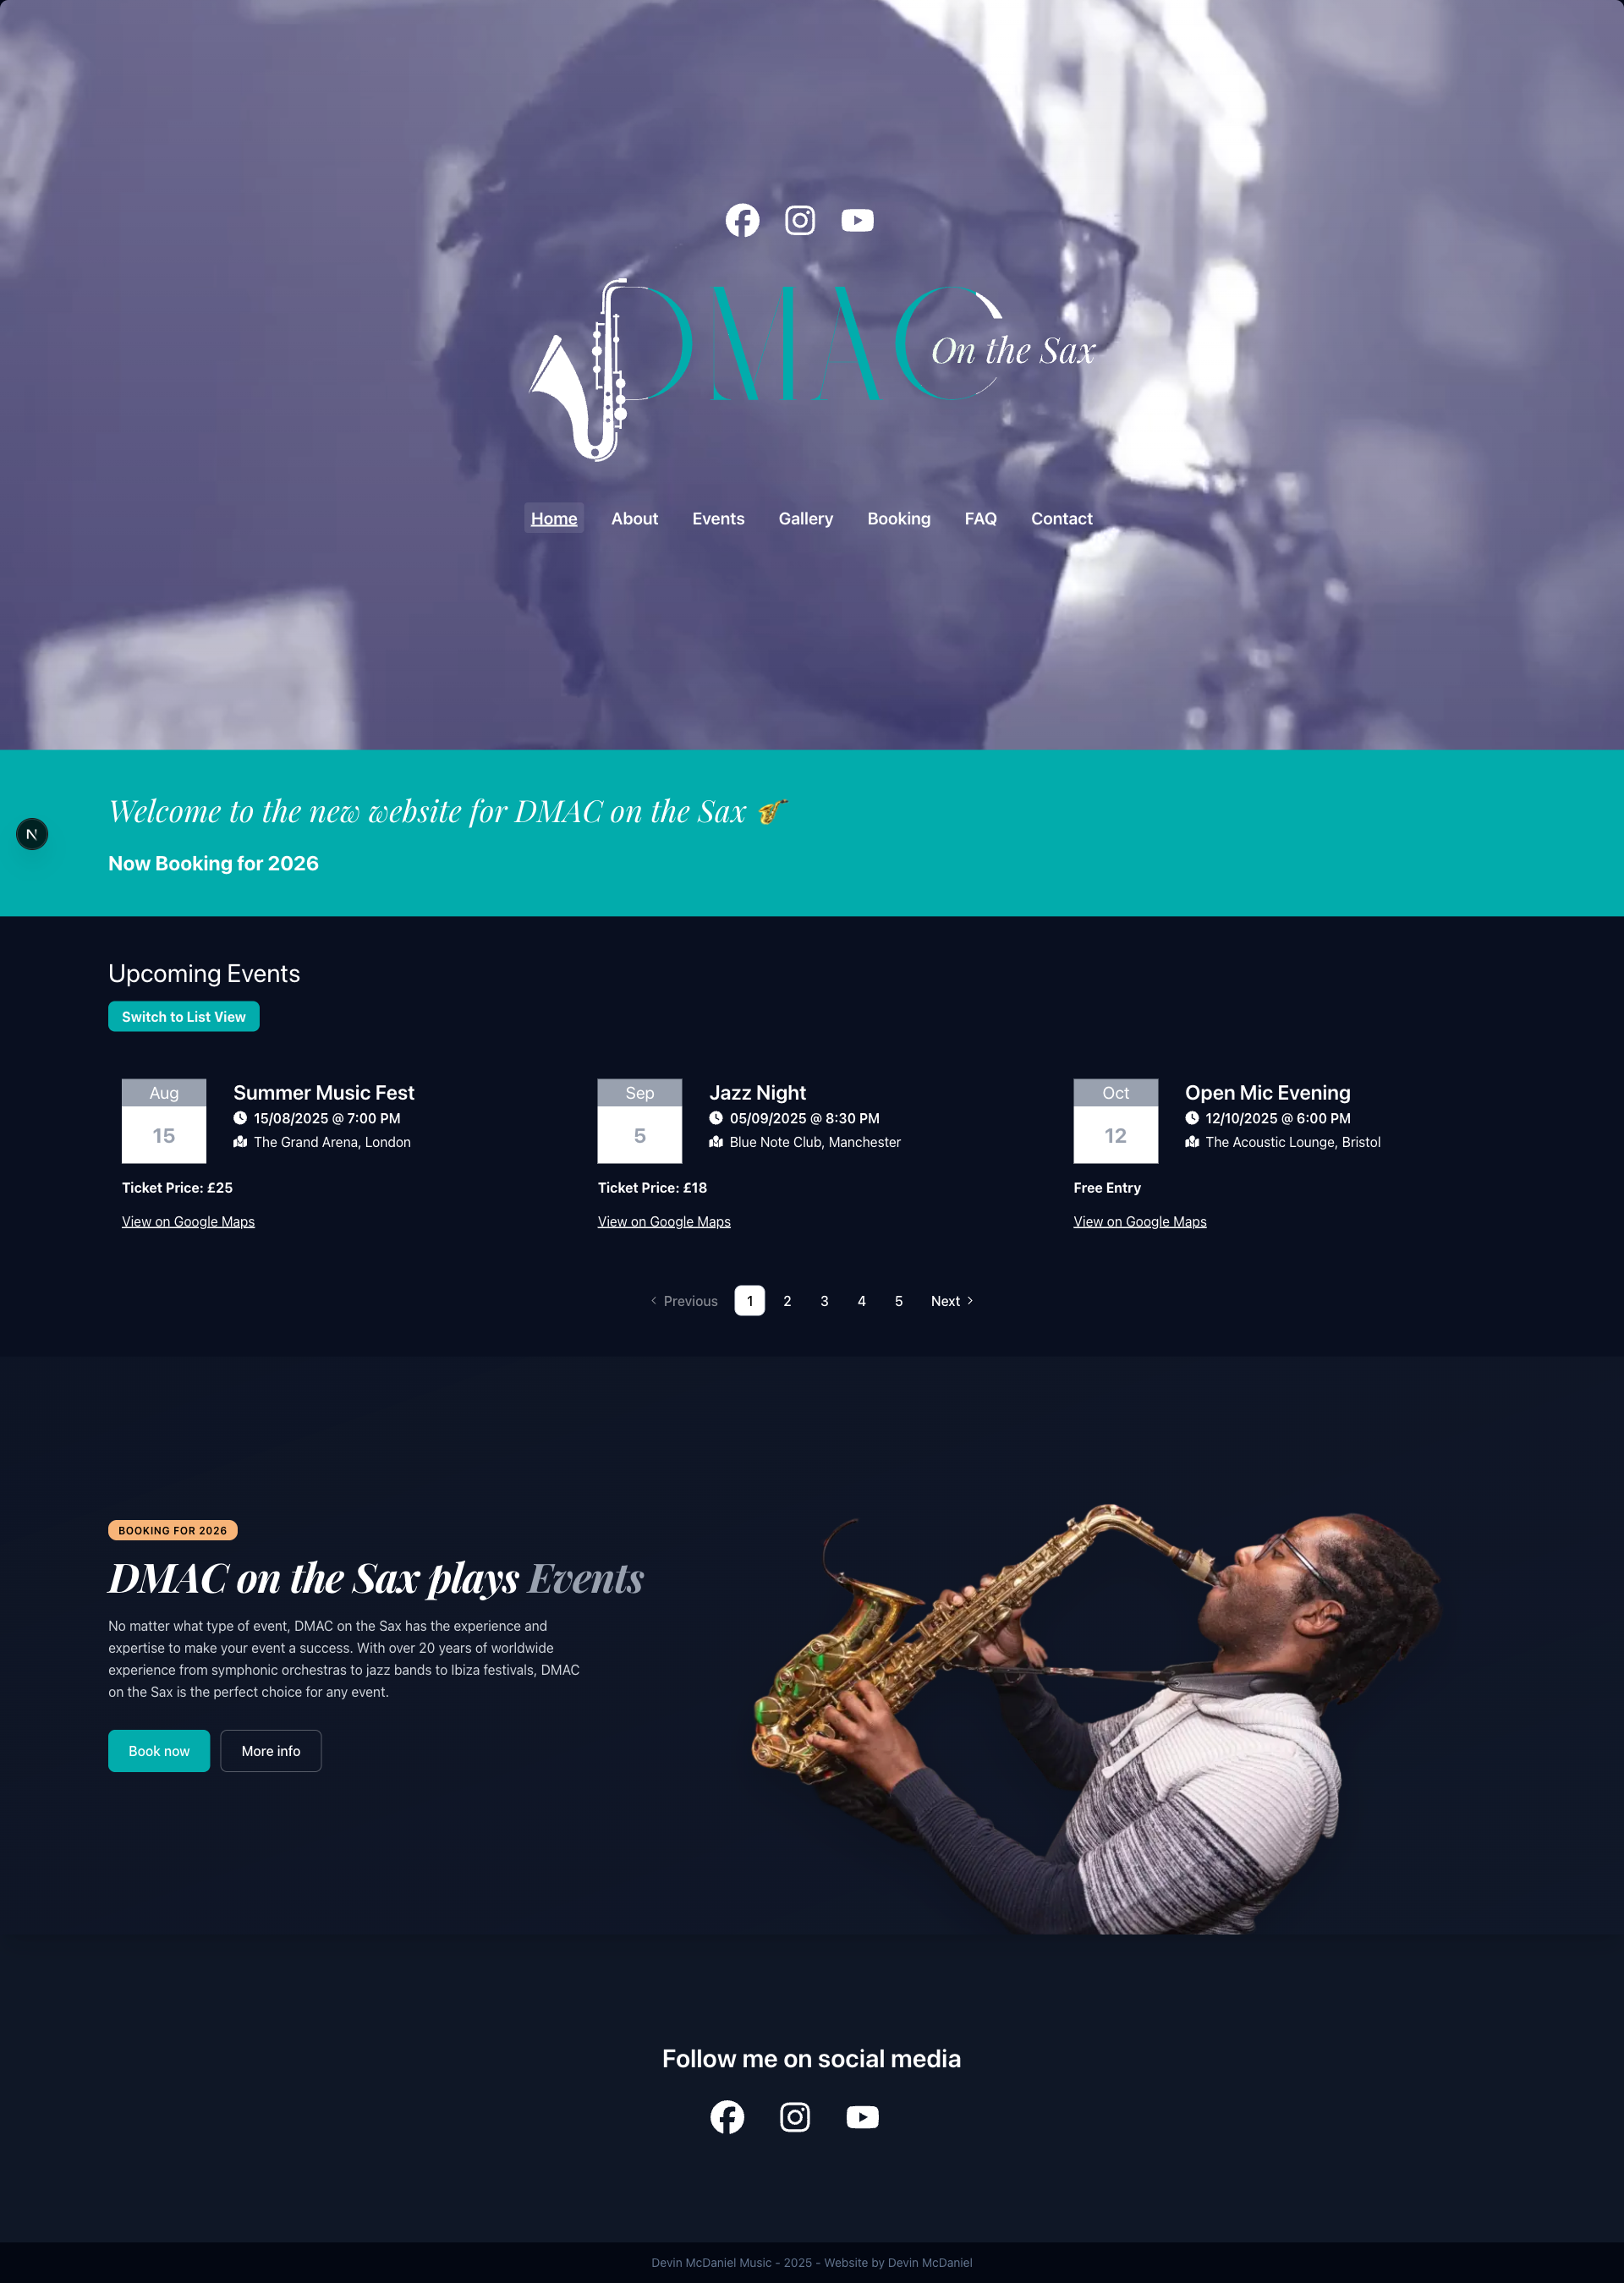 DMAC
On the Sax
Home About Events Gallery Booking FAQ Contact
Welcome to the new website for DMAC on the Sax 🎷
N
Now Booking for 2026
Upcoming Events
Switch to List View
Aug
15
Summer Music Fest
15/08/2025 @ 7:00 PM
The Grand Arena, London
Ticket Price: £25
View on Google Maps
Sep
5
Jazz Night
05/09/2025 @ 8:30 PM
Blue Note Club, Manchester
Ticket Price: £18
View on Google Maps
Oct
12
Open Mic Evening
12/10/2025 @ 6:00 PM
The Acoustic Lounge, Bristol
Free Entry
View on Google Maps
Previous 1 2 3 4 5 Next
BOOKING FOR 2026
DMAC on the Sax plays Events
No matter what type of event, DMAC on the Sax has the experience and
expertise to make your event a success. With over 20 years of worldwide
experience from symphonic orchestras to jazz bands to Ibiza festivals, DMAC
on the Sax is the perfect choice for any event.
Book now More info
Follow me on social media
Devin McDaniel Music - 2025 - Website by Devin McDaniel